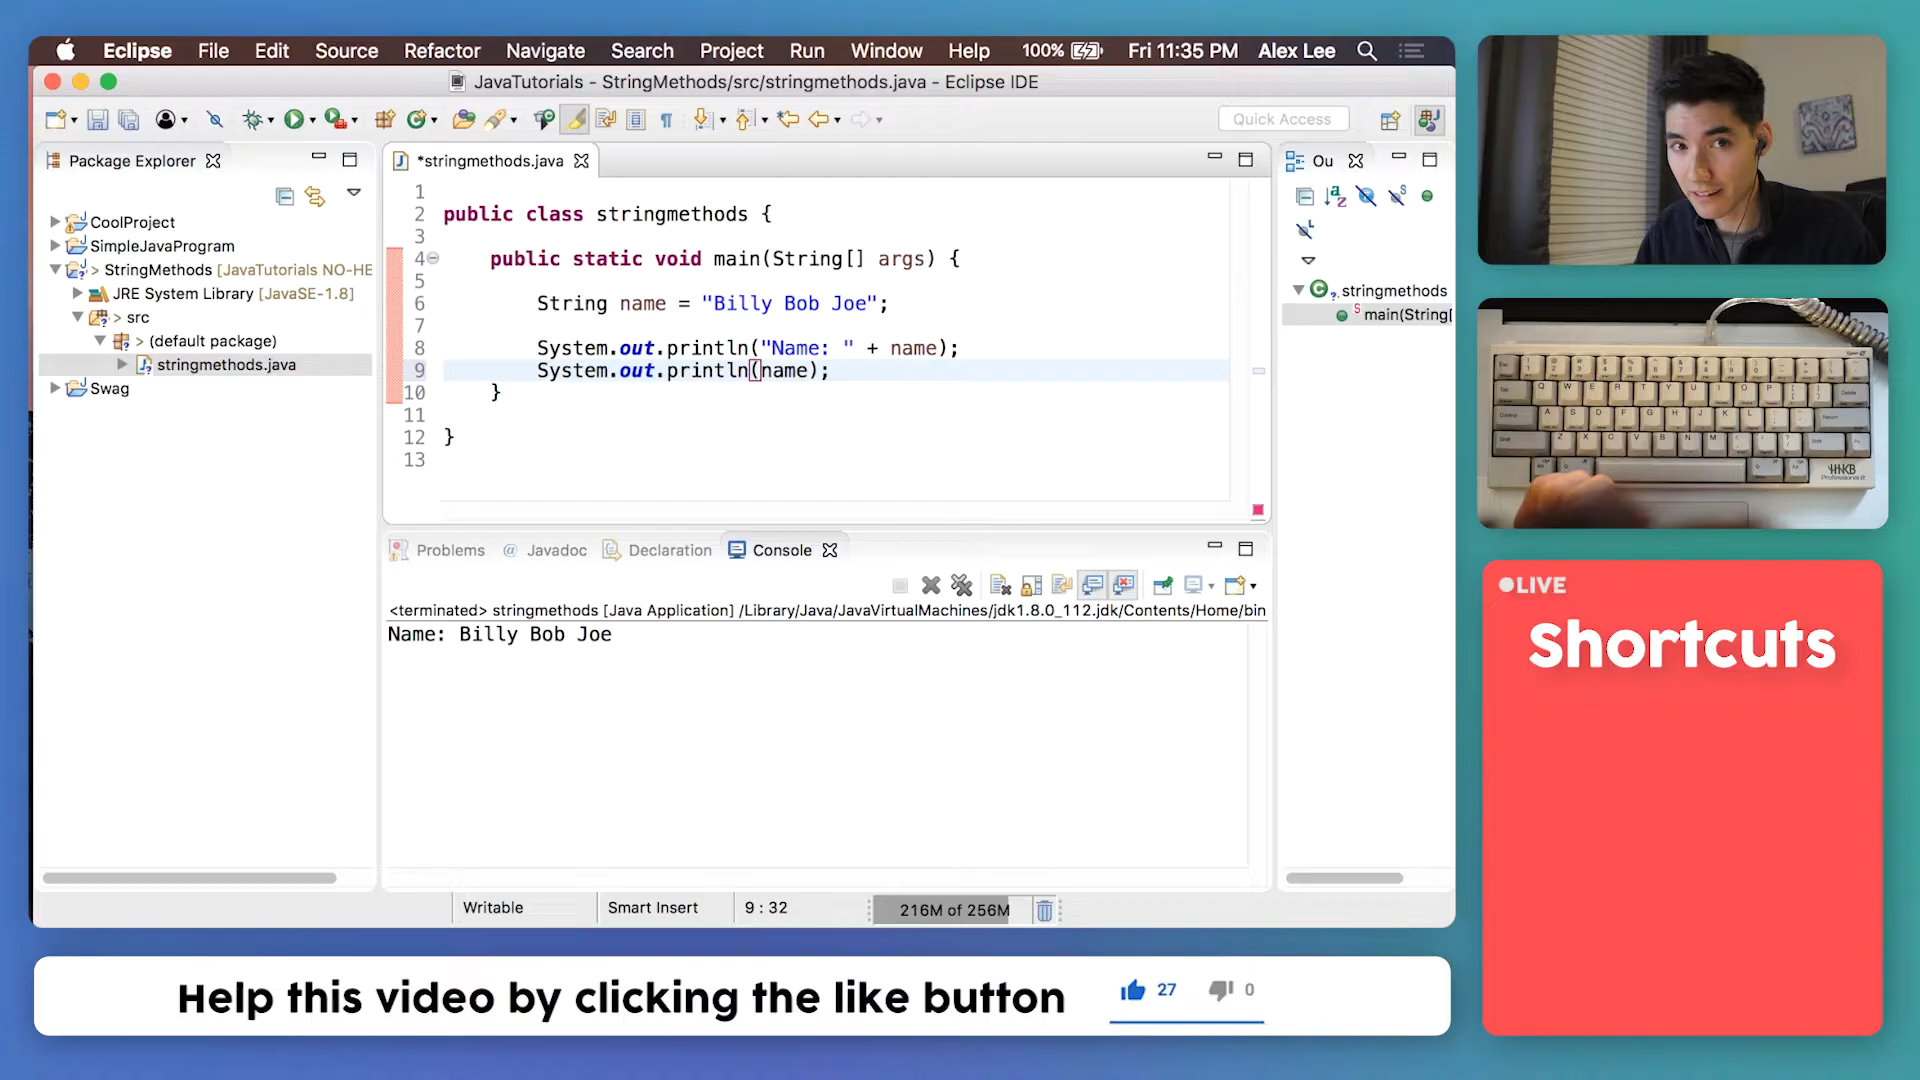 Eclipse File Edit Source Refactor Navigate Search Project Run Window Help 100% Fri 11:35 PM Alex Lee
JavaTutorials - StringMethods/src/stringmethods.java - Eclipse IDE
Quick Access
Package Explorer
CoolProject
SimpleJavaProgram
> StringMethods [JavaTutorials NO-HE
JRE System Library [JavaSE-1.8]
> src
> (default package)
stringmethods.java
Swag
*stringmethods.java
1
2 public class stringmethods {
3
4 public static void main(String[] args) {
5
6 String name = "Billy Bob Joe";
7
8 System.out.println("Name: " + name);
9 System.out.println(name);
10 }
11
12 }
13
Ou
stringmethods
main(String[
Problems @ Javadoc Declaration Console
<terminated> stringmethods [Java Application] /Library/Java/JavaVirtualMachines/jdk1.8.0_112.jdk/Contents/Home/bin
Name: Billy Bob Joe
Writable Smart Insert 9 : 32 216M of 256M
Help this video by clicking the like button 27 0
HHKB
Professional 2
LIVE
Shortcuts